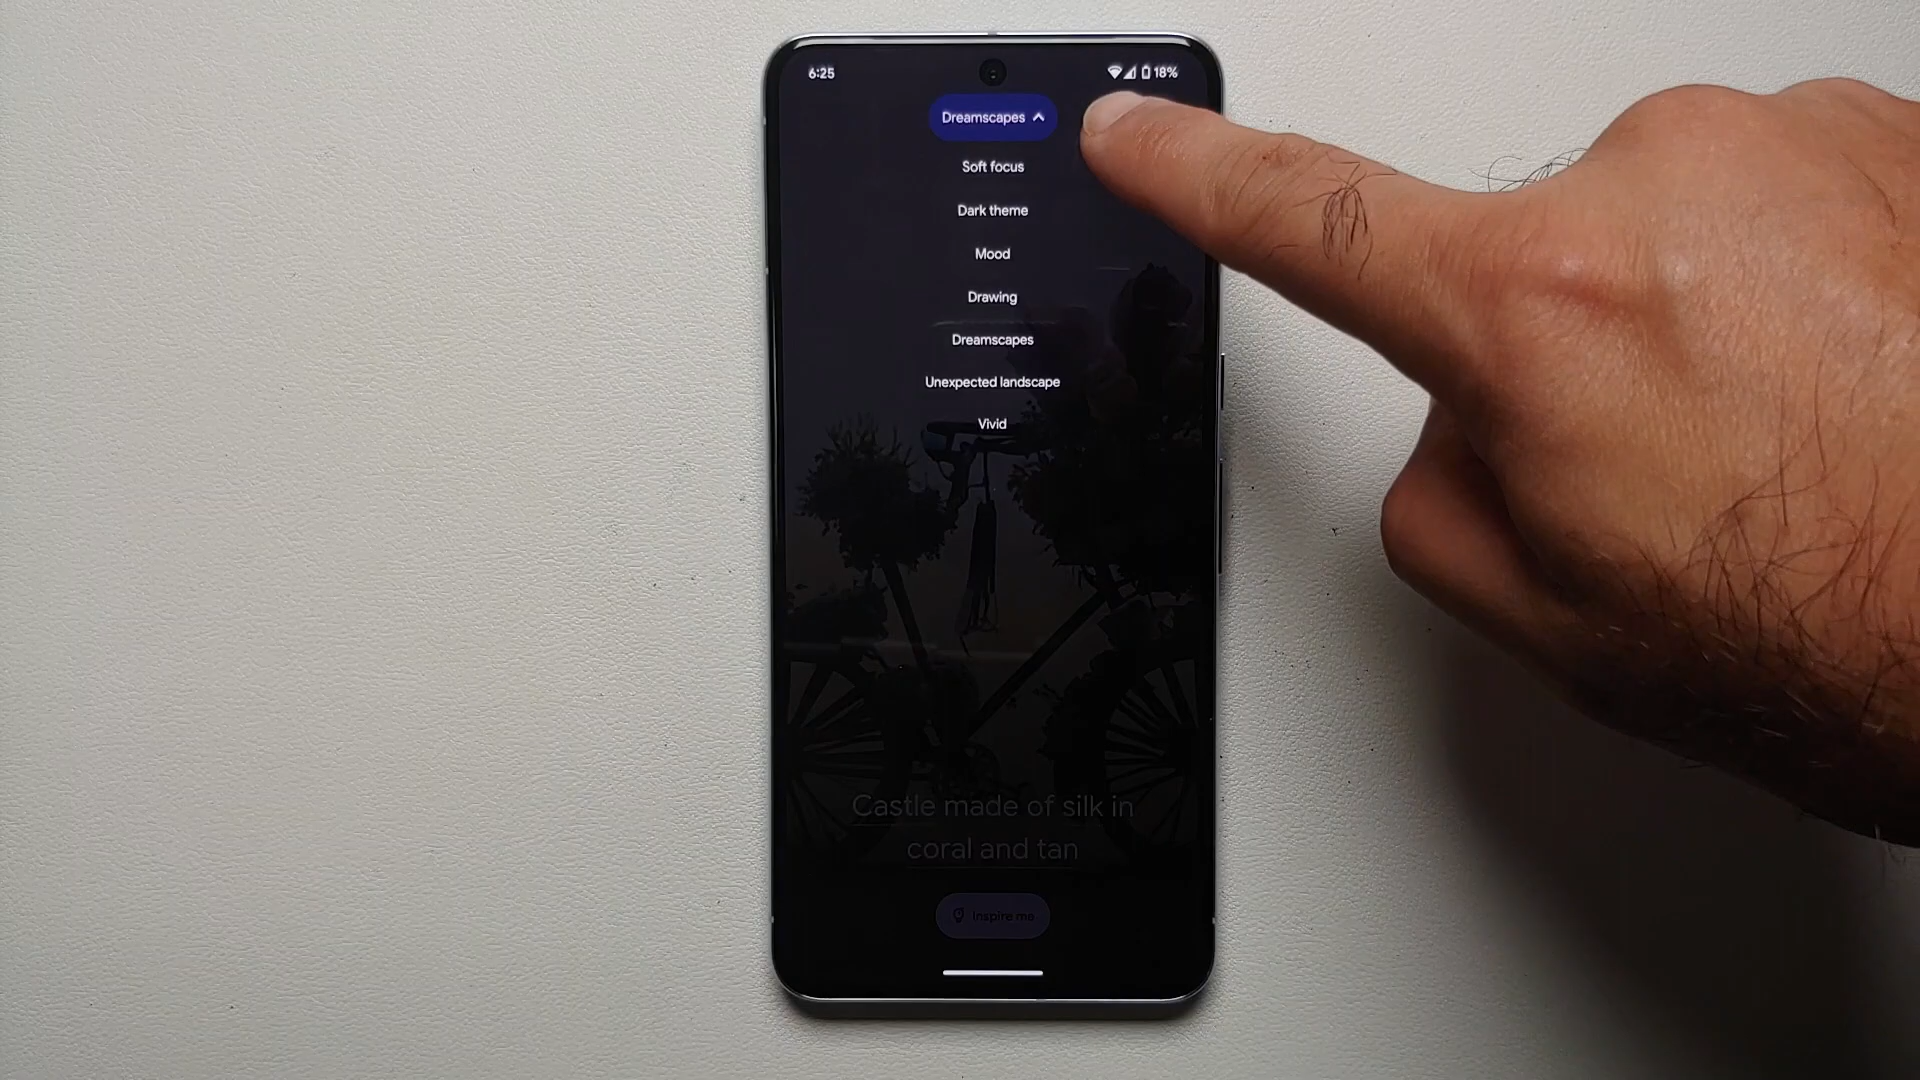 6:25
18%
Dreamscapes
Soft focus
Dark theme
Mood
Drawing
Dreamscapes
Unexpected landscape
Vivid
Castle made of silk in
coral and tan
Inspire me